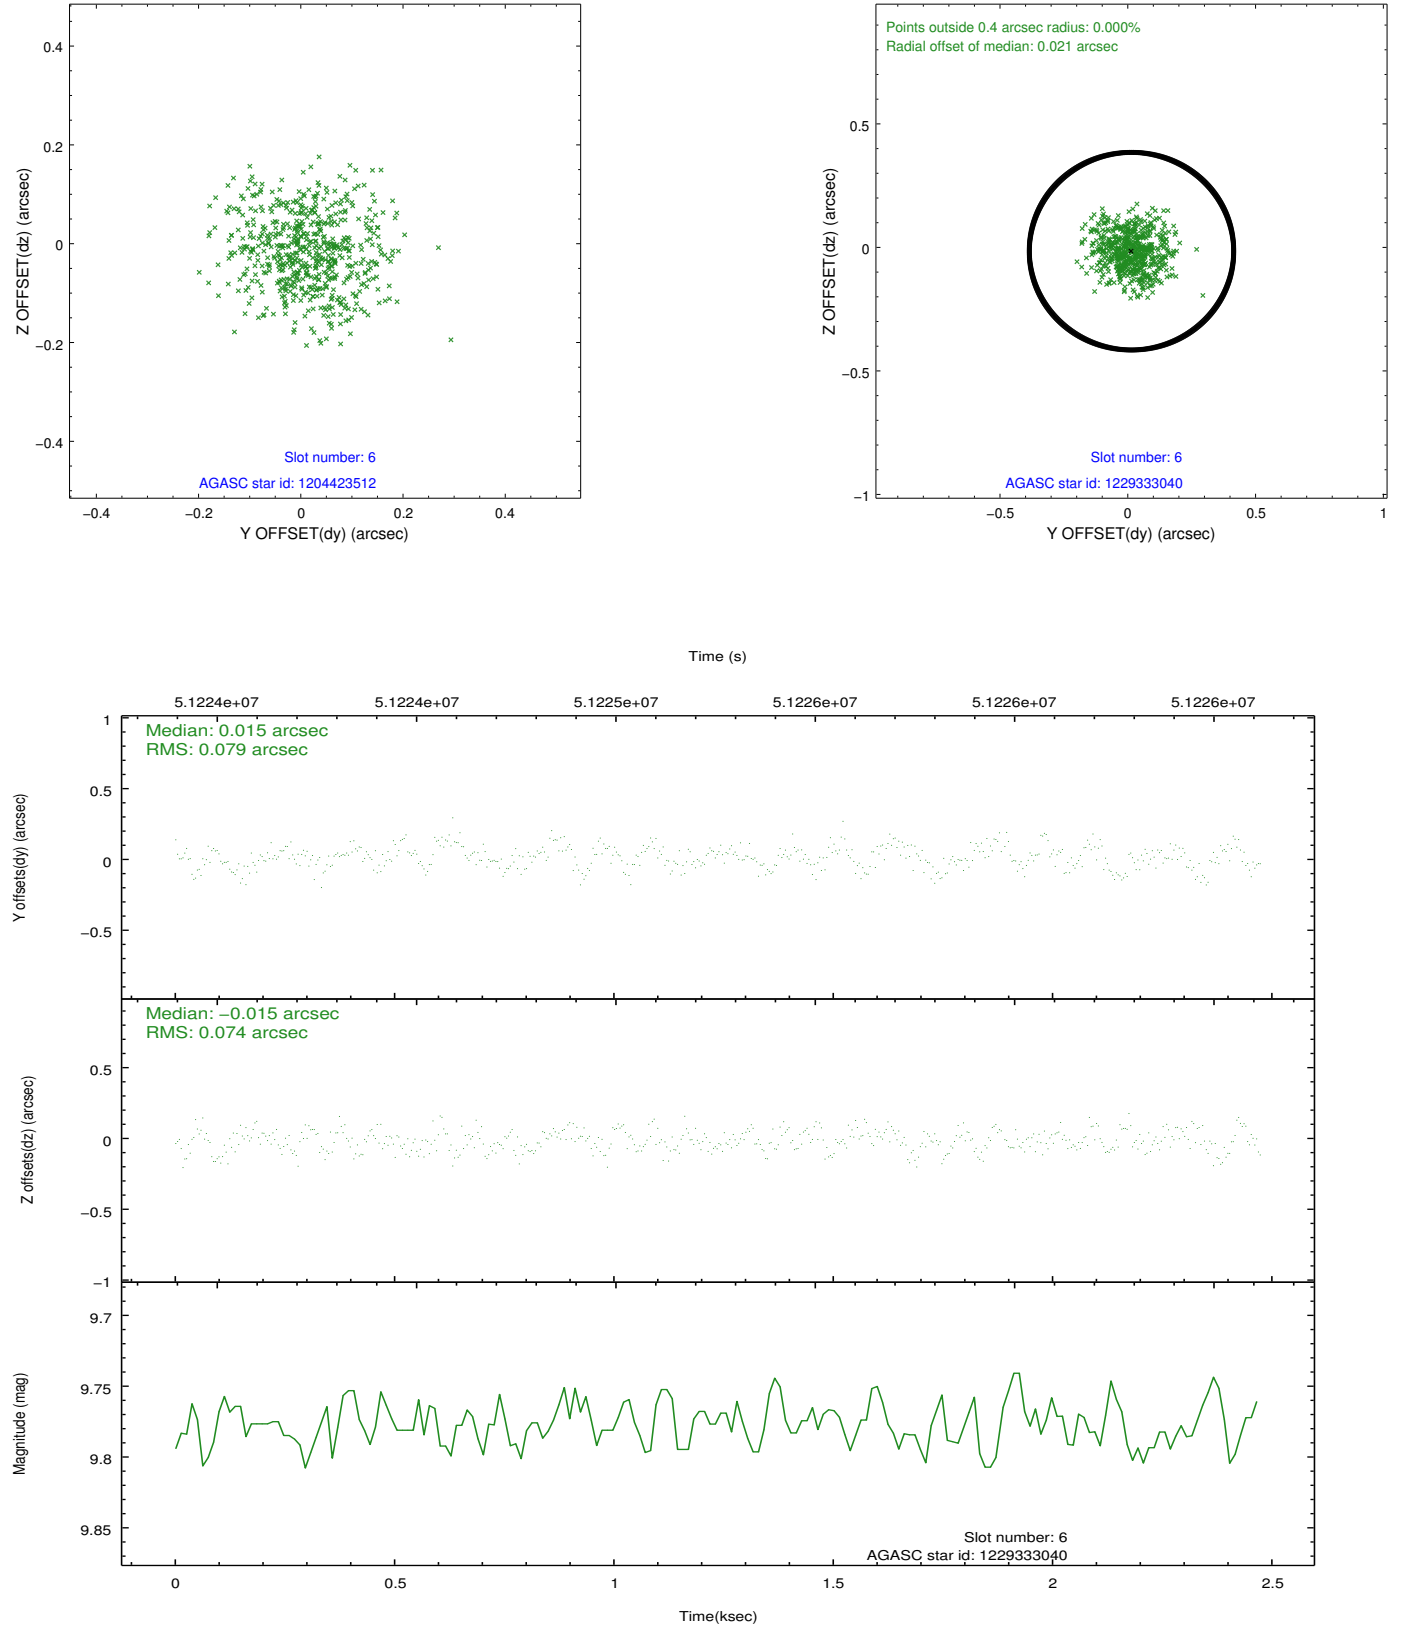 0.4
0.2
0
−0.2
−0.4
Z OFFSET(dz) (arcsec)
Slot number: 6
AGASC star id: 1204423512
−0.4 −0.2 0 0.2 0.4
Y OFFSET(dy) (arcsec)
Points outside 0.4 arcsec radius: 0.000%
Radial offset of median: 0.021 arcsec
0.5
0
−0.5
−1
Z OFFSET(dz) (arcsec)
Slot number: 6
AGASC star id: 1229333040
−0.5 0 0.5 1
Y OFFSET(dy) (arcsec)
Time (s)
5.1224e+07 5.1224e+07 5.1225e+07 5.1226e+07 5.1226e+07 5.1226e+07
Median: 0.015 arcsec
RMS: 0.079 arcsec
1
0.5
0
−0.5
Y offsets(dy) (arcsec)
Median: −0.015 arcsec
RMS: 0.074 arcsec
0.5
0
−0.5
−1
Z offsets(dz) (arcsec)
9.7
9.75
9.8
9.85
Magnitude (mag)
Slot number: 6
AGASC star id: 1229333040
0 0.5 1 1.5 2 2.5
Time(ksec)